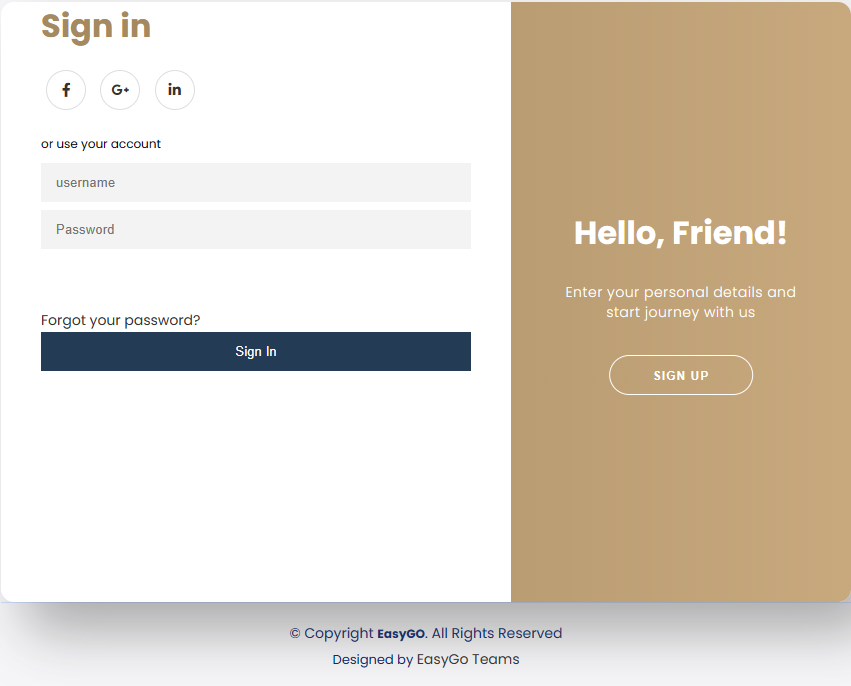 Sign in
f
G+
in
or use your account
username
Password
Forgot your password?
Sign In
Hello, Friend!
Enter your personal details and
start journey with us
SIGN UP
© Copyright EasyGO. All Rights Reserved
Designed by EasyGo Teams